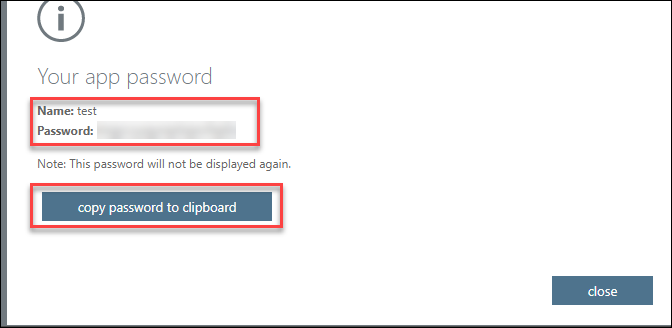 Your app password
Name: test
Password:
Note: This password will not be displayed again.
copy password to clipboard
close